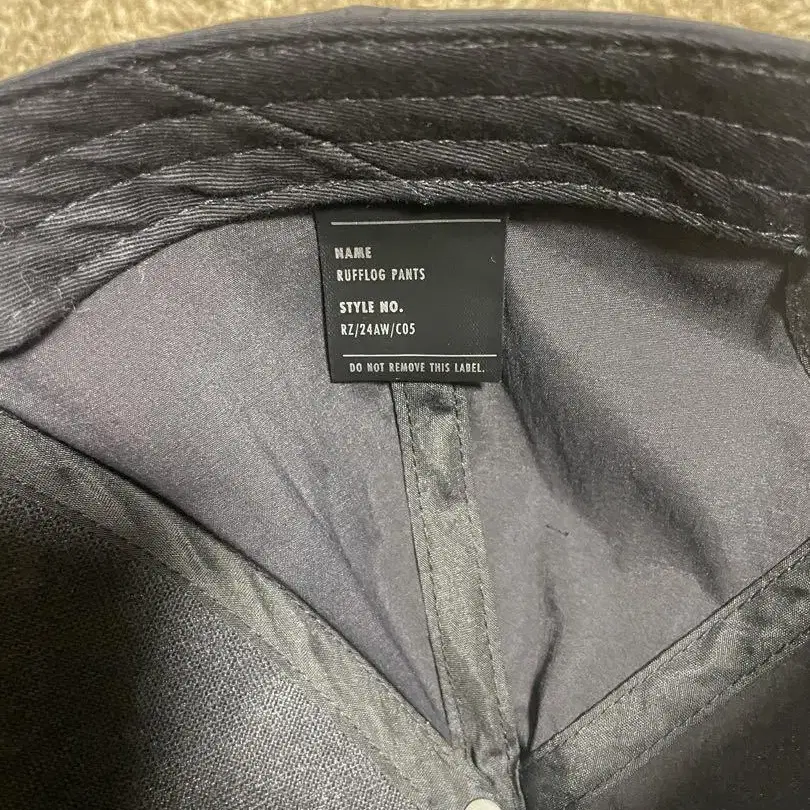 NAME
RUFFLOG PANTS
STYLE NO.
RZ/24AW/C05
DO NOT REMOVE THIS LABEL.